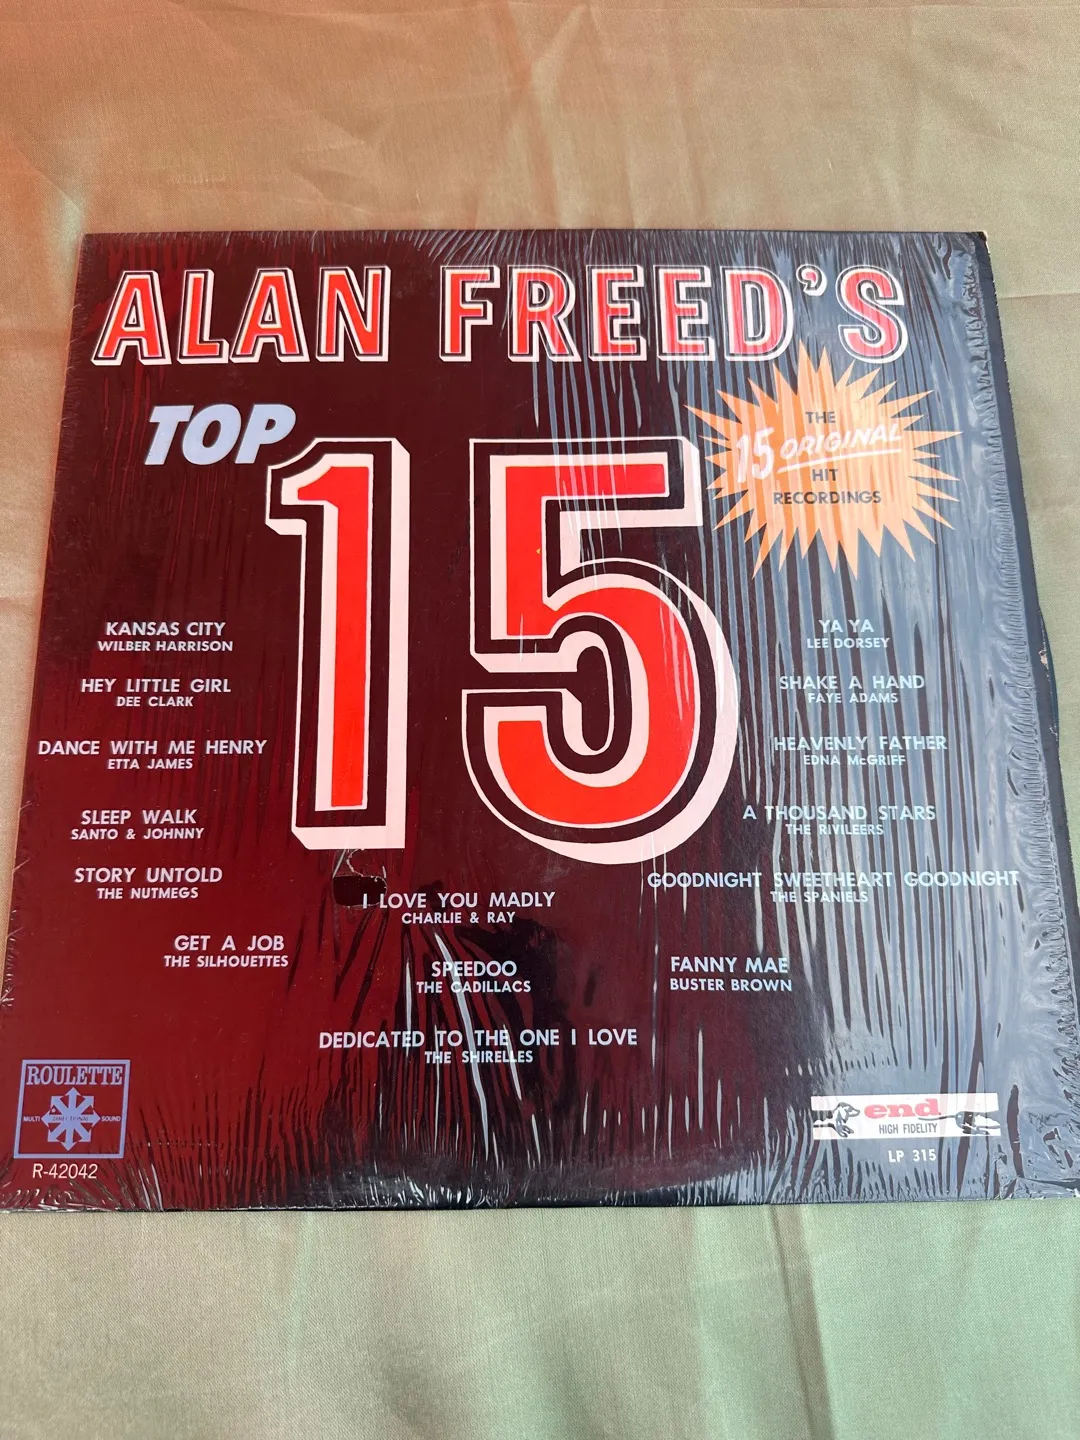 ALAN FREED'S
TOP 15
THE
15 ORIGINAL
HIT
RECORDINGS
KANSAS CITY
WILBER HARRISON
HEY LITTLE GIRL
DEE CLARK
DANCE WITH ME HENRY
ETTA JAMES
SLEEP WALK
SANTO & JOHNNY
STORY UNTOLD
THE NUTMEGS
GET A JOB
THE SILHOUETTES
I LOVE YOU MADLY
CHARLIE & RAY
SPEEDOO
THE CADILLACS
DEDICATED TO THE ONE I LOVE
THE SHIRELLES
YA YA
LEE DORSEY
SHAKE A HAND
FAYE ADAMS
HEAVENLY FATHER
EDNA McGRIFF
A THOUSAND STARS
THE RIVILEERS
GOODNIGHT SWEETHEART GOODNIGHT
THE SPANIELS
FANNY MAE
BUSTER BROWN
ROULETTE
MULTI DIRECTIONAL SOUND
R-42042
end
HIGH FIDELITY
LP 315